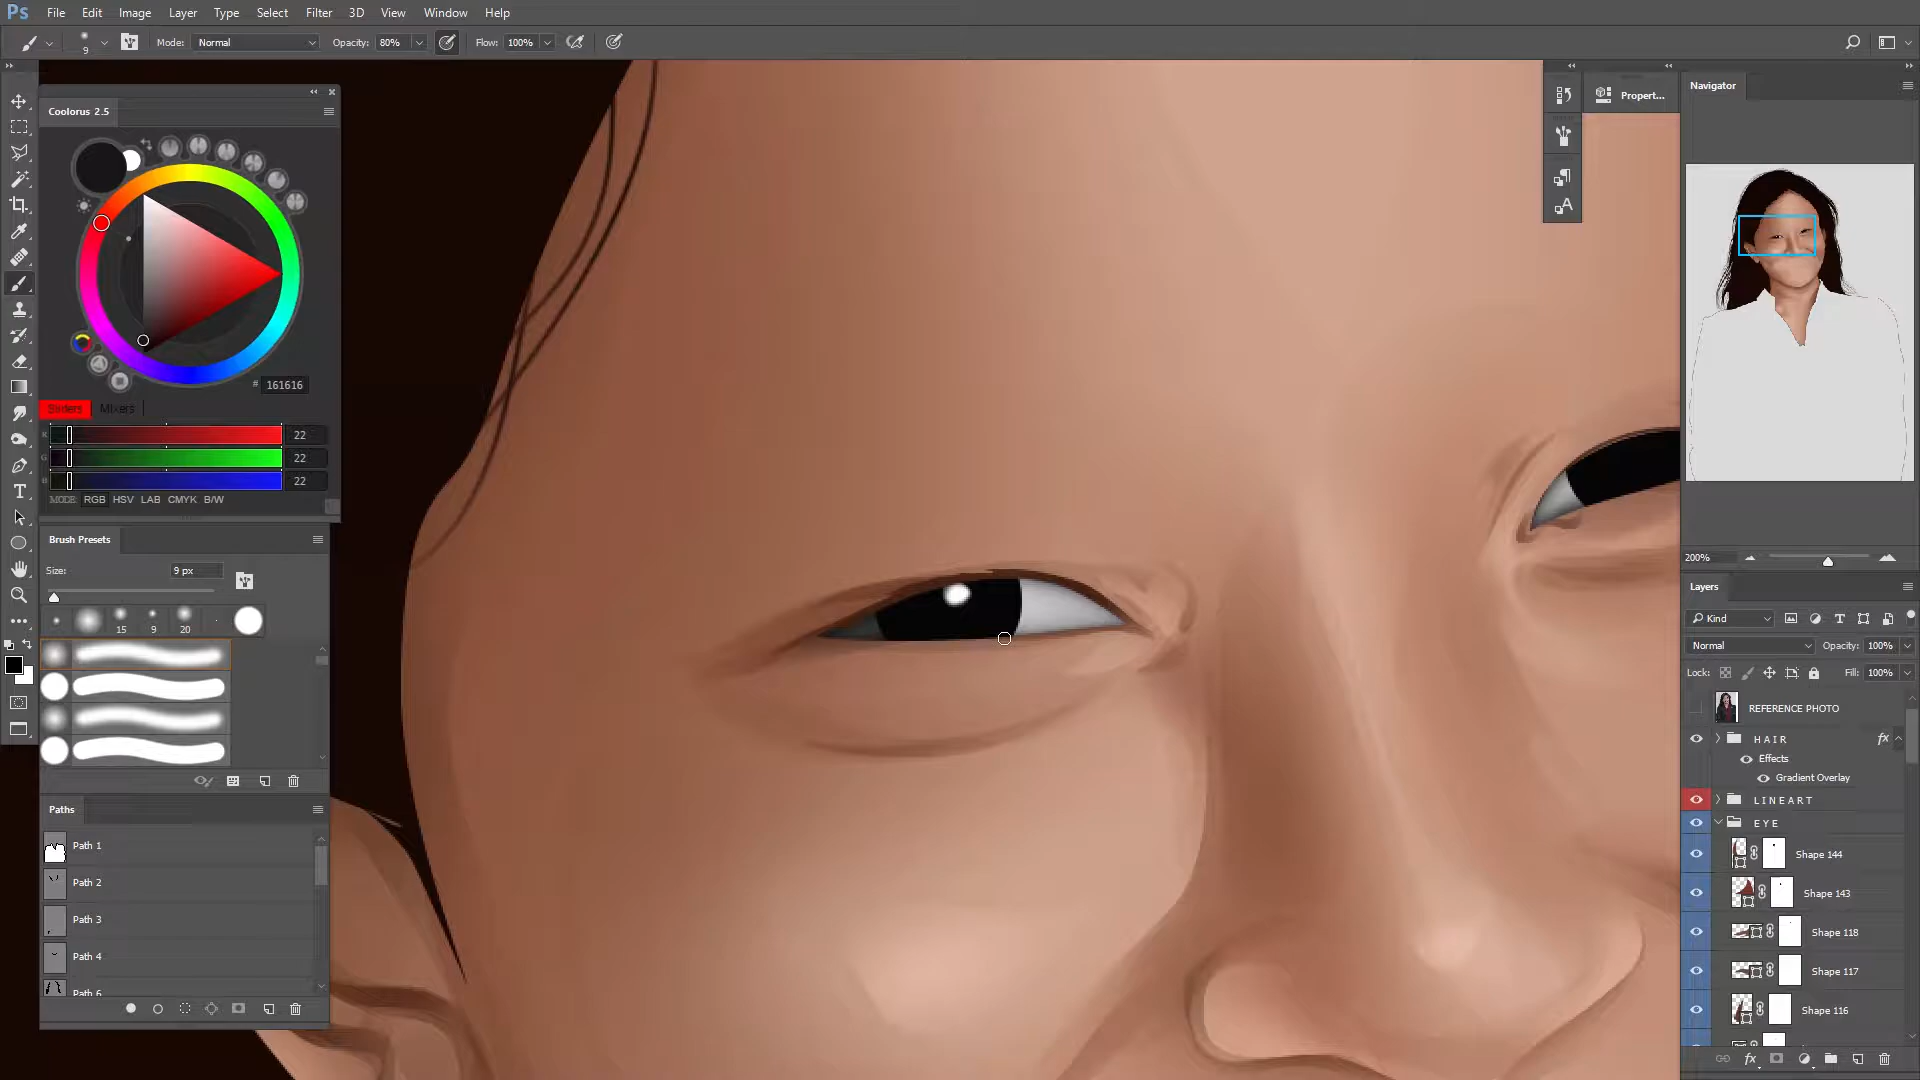 Ps File Edit Image Layer Type Select Filter 3D View Window Help
9 Mode: Normal Opacity: 80% Flow: 100%
Coolorus 2.5
# 161616
Sliders Mixers
R 22
G 22
22
MODE: RGB HSV LAB CMYK B/W
Brush Presets
Size: 9 px
15 9 20
Paths
Path 1
Path 2
Path 3
Path 4
Path 6
Propert...
Navigator
200%
Layers
Kind
Normal Opacity: 100%
Lock: Fill: 100%
REFERENCE PHOTO
HAIR fx
Effects
Gradient Overlay
LINEART
EYE
Shape 144
Shape 143
Shape 118
Shape 117
Shape 116
fx